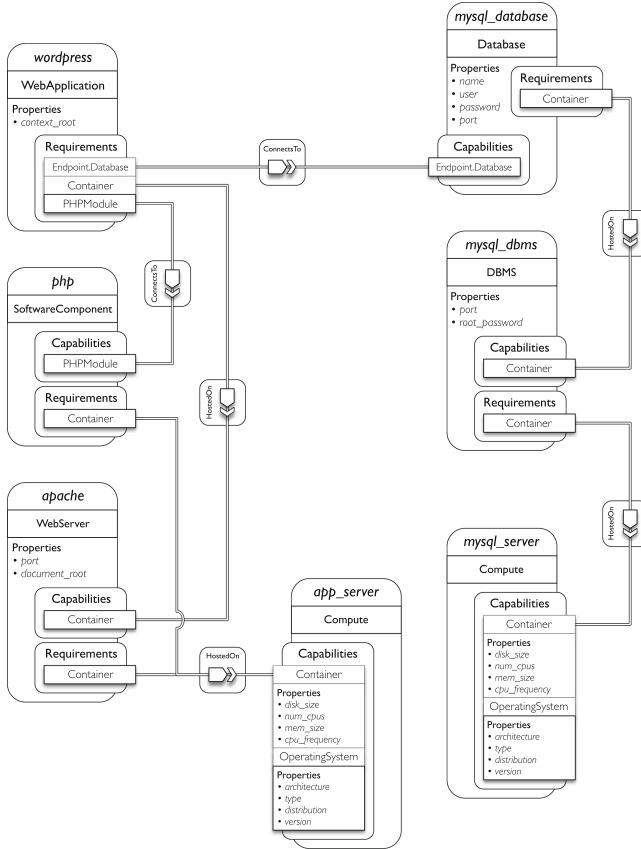 wordpress
WebApplication
Properties
• context_root
Requirements
Endpoint.Database
Container
PHPModule
ConnectsTo
mysql_database
Database
Properties
• name
• user
• password
• port
Requirements
Container
Capabilities
Endpoint.Database
HostedOn
ConnectsTo
php
SoftwareComponent
Capabilities
PHPModule
Requirements
Container
HostedOn
mysql_dbms
DBMS
Properties
• port
• root_password
Capabilities
Container
Requirements
Container
HostedOn
apache
WebServer
Properties
• port
• document_root
Capabilities
Container
Requirements
Container
HostedOn
app_server
Compute
Capabilities
Container
Properties
• disk_size
• num_cpus
• mem_size
• cpu_frequency
OperatingSystem
Properties
• architecture
• type
• distribution
• version
mysql_server
Compute
Capabilities
Container
Properties
• disk_size
• num_cpus
• mem_size
• cpu_frequency
OperatingSystem
Properties
• architecture
• type
• distribution
• version